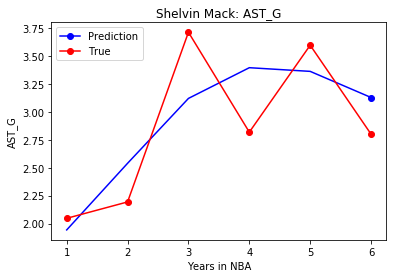 Shelvin Mack: AST_G
Prediction
True
AST_G
3.75
3.50
3.25
3.00
2.75
2.50
2.25
2.00
1 2 3 4 5 6
Years in NBA